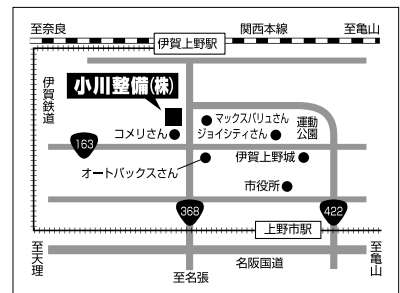 至奈良
関西本線
至亀山
伊賀上野駅
伊賀鉄道
小川整備(株)
マックスバリュさん
運動
公園
コメリさん
ジョイシティさん
163
オートバックスさん
伊賀上野城
市役所
368
422
上野市駅
至天理
至名張
名阪国道
至亀山